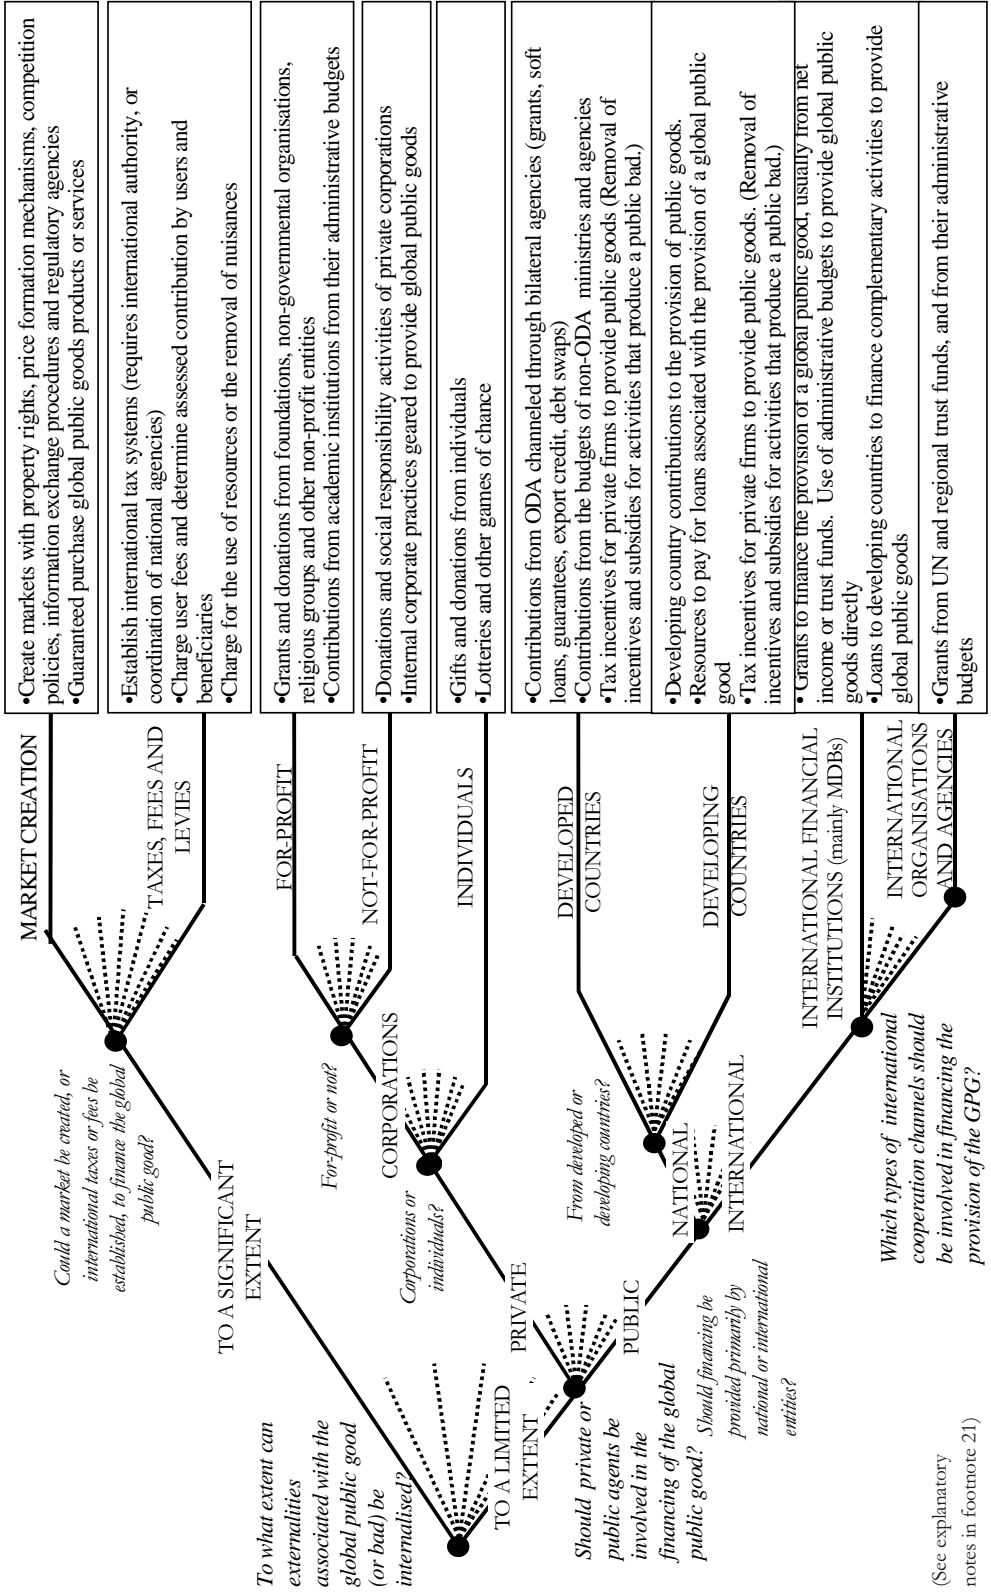 To what extent can
externalities
associated with the
global public good
(or bad) be
internalised?
TO A SIGNIFICANT
EXTENT
TO A LIMITED
EXTENT
Could a market be created, or
international taxes or fees be
established, to finance the global
public good?
MARKET CREATION
•Create markets with property rights, price formation mechanisms, competition
policies, information exchange procedures and regulatory agencies
•Guaranteed purchase global public goods products or services
TAXES, FEES AND
LEVIES
•Establish international tax systems (requires international authority, or
coordination of national agencies)
•Charge user fees and determine assessed contribution by users and
beneficiaries
•Charge for the use of resources or the removal of nuisances
Should private or
public agents be
involved in the
financing of the global
public good?
PRIVATE
PUBLIC
Corporations or
individuals?
CORPORATIONS
For-profit or not?
FOR-PROFIT
•Grants and donations from foundations, non-governmental organisations,
religious groups and other non-profit entities
•Contributions from academic institutions from their administrative budgets
NOT-FOR-PROFIT
•Donations and social responsibility activities of private corporations
•Internal corporate practices geared to provide global public goods
INDIVIDUALS
•Gifts and donations from individuals
•Lotteries and other games of chance
Should financing be
provided primarily by
national or international
entities?
NATIONAL
INTERNATIONAL
From developed or
developing countries?
DEVELOPED
COUNTRIES
•Contributions from ODA channeled through bilateral agencies (grants, soft
loans, guarantees, export credit, debt swaps)
•Contributions from the budgets of non-ODA ministries and agencies
•Tax incentives for private firms to provide public goods (Removal of
incentives and subsidies for activities that produce a public bad.)
DEVELOPING
COUNTRIES
•Developing country contributions to the provision of public goods.
•Resources to pay for loans associated with the provision of a global public
good
•Tax incentives for private firms to provide public goods. (Removal of
incentives and subsidies for activities that produce a public bad.)
Which types of international
cooperation channels should
be involved in financing the
provision of the GPG?
INTERNATIONAL FINANCIAL
INSTITUTIONS (mainly MDBs)
•Grants to finance the provision of a global public good, usually from net
income or trust funds. Use of administrative budgets to provide global public
goods directly
•Loans to developing countries to finance complementary activities to provide
global public goods
INTERNATIONAL
ORGANISATIONS
AND AGENCIES
•Grants from UN and regional trust funds, and from their administrative
budgets
(See explanatory
notes in footnote 21)